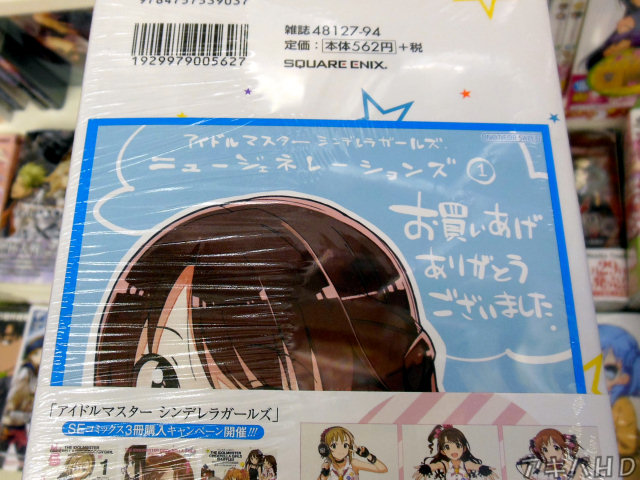 9784757539037
雑誌 48127-94
定価：本体562円＋税
1929979005627
SQUARE ENIX.
アイドルマスター シンデレラガールズ
ニュージェネレーションズ ①
お買いあげ
ありがとう
ございました.
「アイドルマスター シンデレラガールズ」
SEコミックス3冊購入キャンペーン開催!!!
THE IDOLM@STER
1
アキバHD